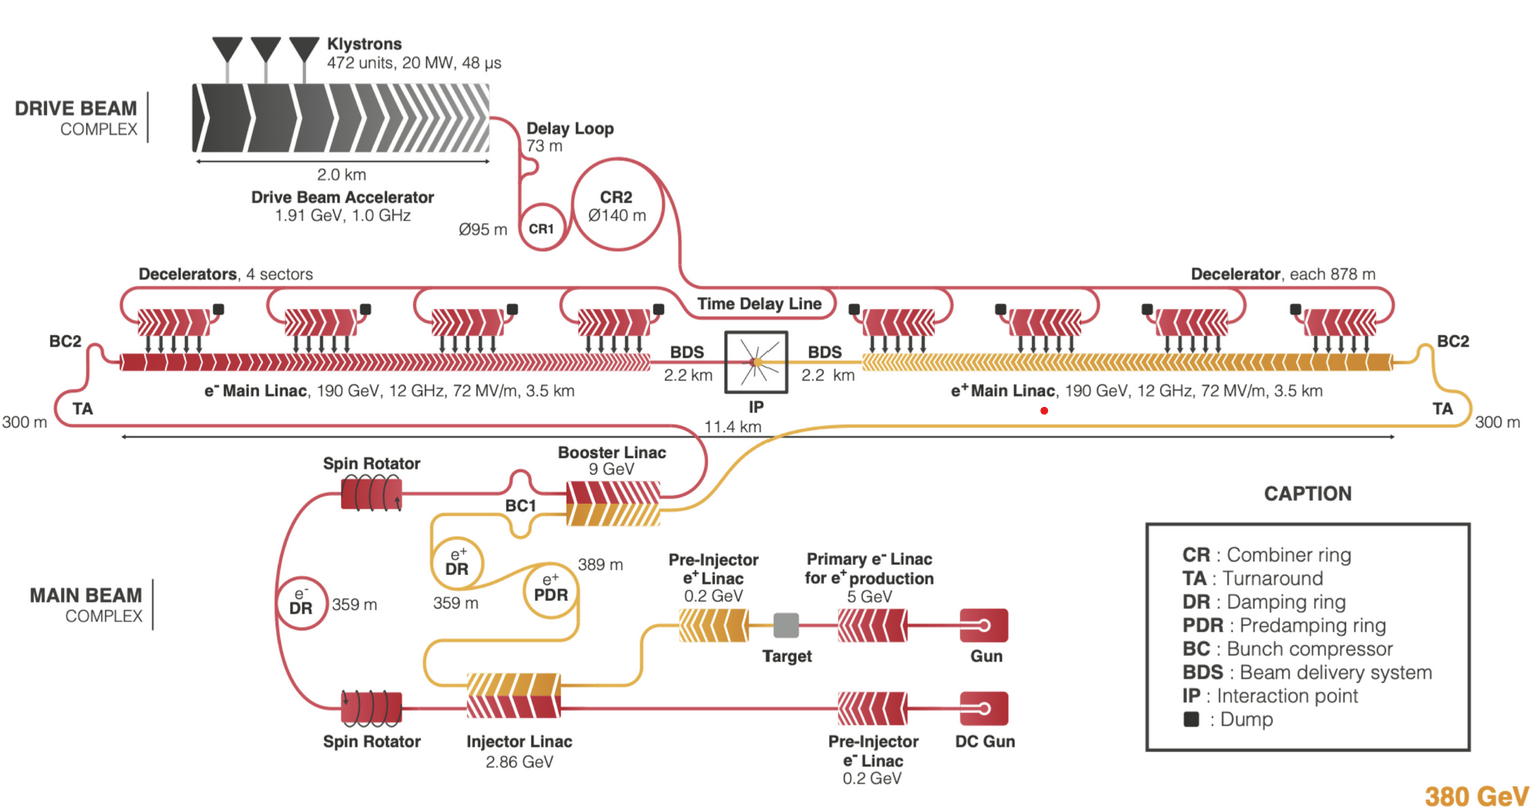 Klystrons
472 units, 20 MW, 48 µs
DRIVE BEAM
COMPLEX
Delay Loop
73 m
2.0 km
Drive Beam Accelerator
1.91 GeV, 1.0 GHz
CR2
Ø140 m
Ø95 m
CR1
Decelerators, 4 sectors
Decelerator, each 878 m
Time Delay Line
BC2
BDS
2.2 km
BDS
2.2 km
BC2
e⁻ Main Linac, 190 GeV, 12 GHz, 72 MV/m, 3.5 km
IP
e⁺ Main Linac, 190 GeV, 12 GHz, 72 MV/m, 3.5 km
TA
300 m
TA
300 m
11.4 km
Booster Linac
9 GeV
Spin Rotator
BC1
CAPTION
CR : Combiner ring
TA : Turnaround
DR : Damping ring
PDR : Predamping ring
BC : Bunch compressor
BDS : Beam delivery system
IP : Interaction point
: Dump
MAIN BEAM
COMPLEX
e⁻
DR
359 m
e⁺
DR
359 m
e⁺
PDR
389 m
Pre-Injector
e⁺ Linac
0.2 GeV
Primary e⁻ Linac
for e⁺ production
5 GeV
Target
Gun
Spin Rotator
Injector Linac
2.86 GeV
Pre-Injector
e⁻ Linac
0.2 GeV
DC Gun
380 GeV